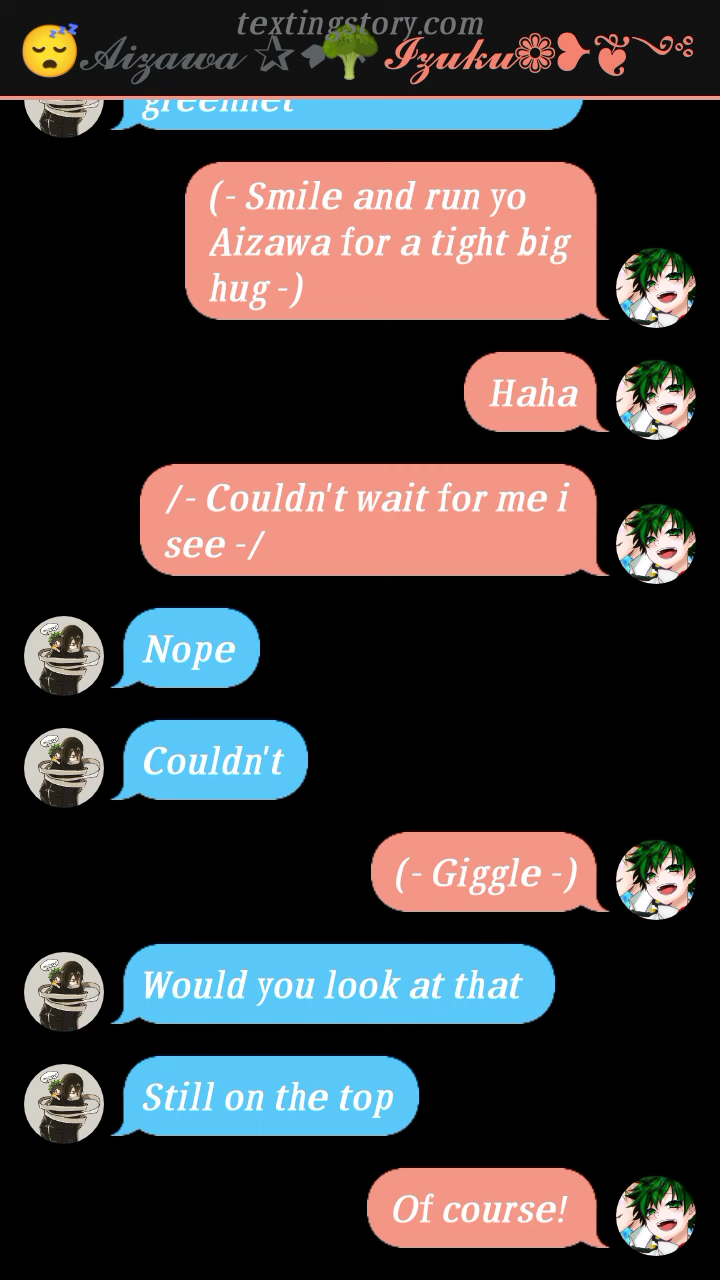 textingstory.com
😴Aizawa ☆◆🥦Izuku❁❥❦～༅
greennet
(- Smile and run yo
Aizawa for a tight big
hug -)
Haha
/- Couldn't wait for me i
see -/
Nope
Couldn't
(- Giggle -)
Would you look at that
Still on the top
Of course!